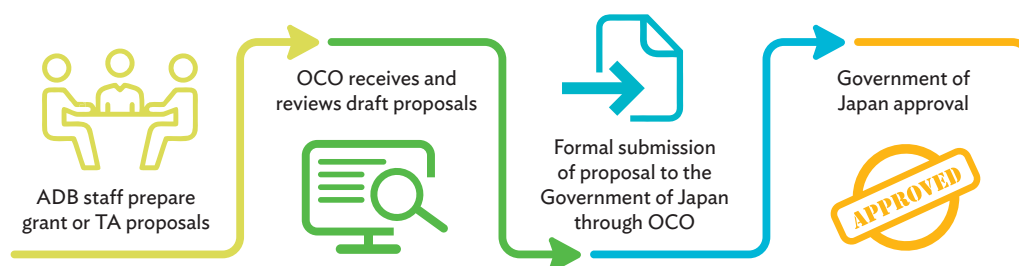 ADB staff prepare
grant or TA proposals
OCO receives and
reviews draft proposals
Formal submission
of proposal to the
Government of Japan
through OCO
Government of
Japan approval
APPROVED